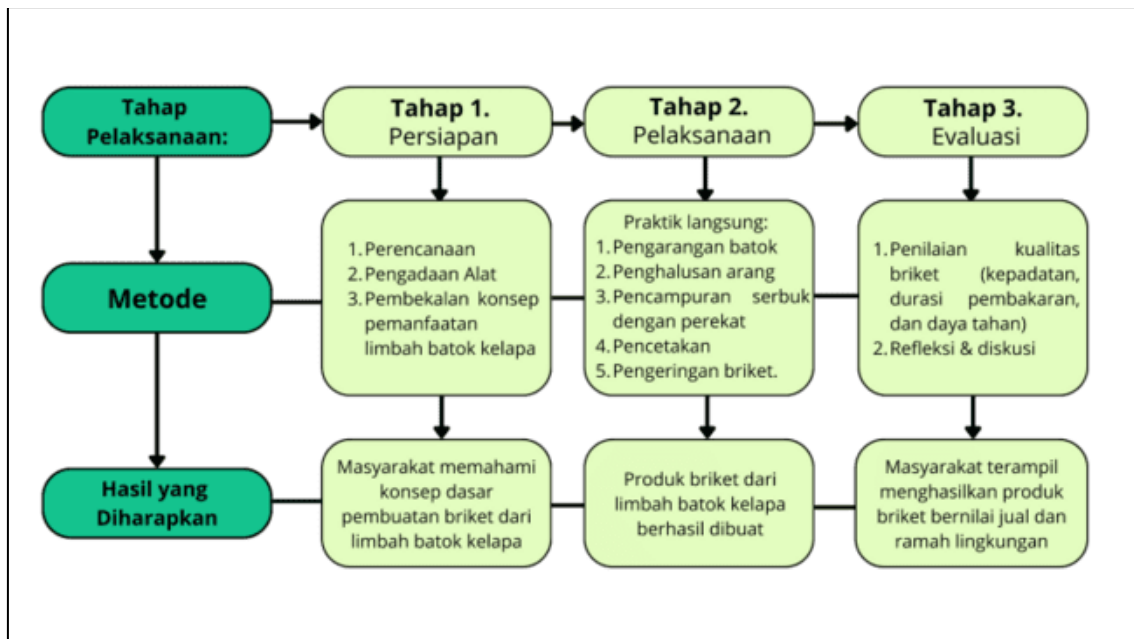 Tahap
Pelaksanaan:
Tahap 1.
Persiapan
Tahap 2.
Pelaksanaan
Tahap 3.
Evaluasi
Metode
1. Perencanaan
2. Pengadaan Alat
3. Pembekalan konsep
pemanfaatan
limbah batok kelapa
Praktik langsung:
1. Pengarangan batok
2. Penghalusan arang
3. Pencampuran serbuk
dengan perekat
4. Pencetakan
5. Pengeringan briket.
1. Penilaian kualitas
briket (kepadatan,
durasi pembakaran,
dan daya tahan)
2. Refleksi & diskusi
Hasil yang
Diharapkan
Masyarakat memahami
konsep dasar
pembuatan briket dari
limbah batok kelapa
Produk briket dari
limbah batok kelapa
berhasil dibuat
Masyarakat terampil
menghasilkan produk
briket bernilai jual dan
ramah lingkungan